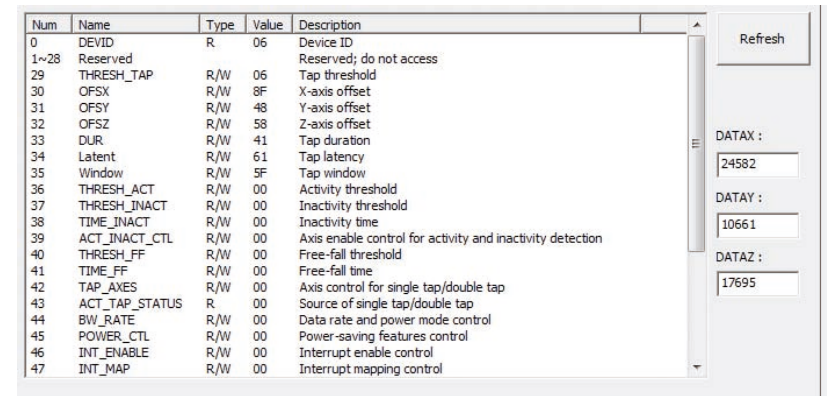 Num Name Type Value Description
0 DEVID R 06 Device ID
1~28 Reserved Reserved; do not access
29 THRESH_TAP R/W 06 Tap threshold
30 OFSX R/W 8F X-axis offset
31 OFSY R/W 48 Y-axis offset
32 OFSZ R/W 58 Z-axis offset
33 DUR R/W 41 Tap duration
34 Latent R/W 61 Tap latency
35 Window R/W 5F Tap window
36 THRESH_ACT R/W 00 Activity threshold
37 THRESH_INACT R/W 00 Inactivity threshold
38 TIME_INACT R/W 00 Inactivity time
39 ACT_INACT_CTL R/W 00 Axis enable control for activity and inactivity detection
40 THRESH_FF R/W 00 Free-fall threshold
41 TIME_FF R/W 00 Free-fall time
42 TAP_AXES R/W 00 Axis control for single tap/double tap
43 ACT_TAP_STATUS R 00 Source of single tap/double tap
44 BW_RATE R/W 00 Data rate and power mode control
45 POWER_CTL R/W 00 Power-saving features control
46 INT_ENABLE R/W 00 Interrupt enable control
47 INT_MAP R/W 00 Interrupt mapping control
Refresh
DATAX :
24582
DATAY :
10661
DATAZ :
17695